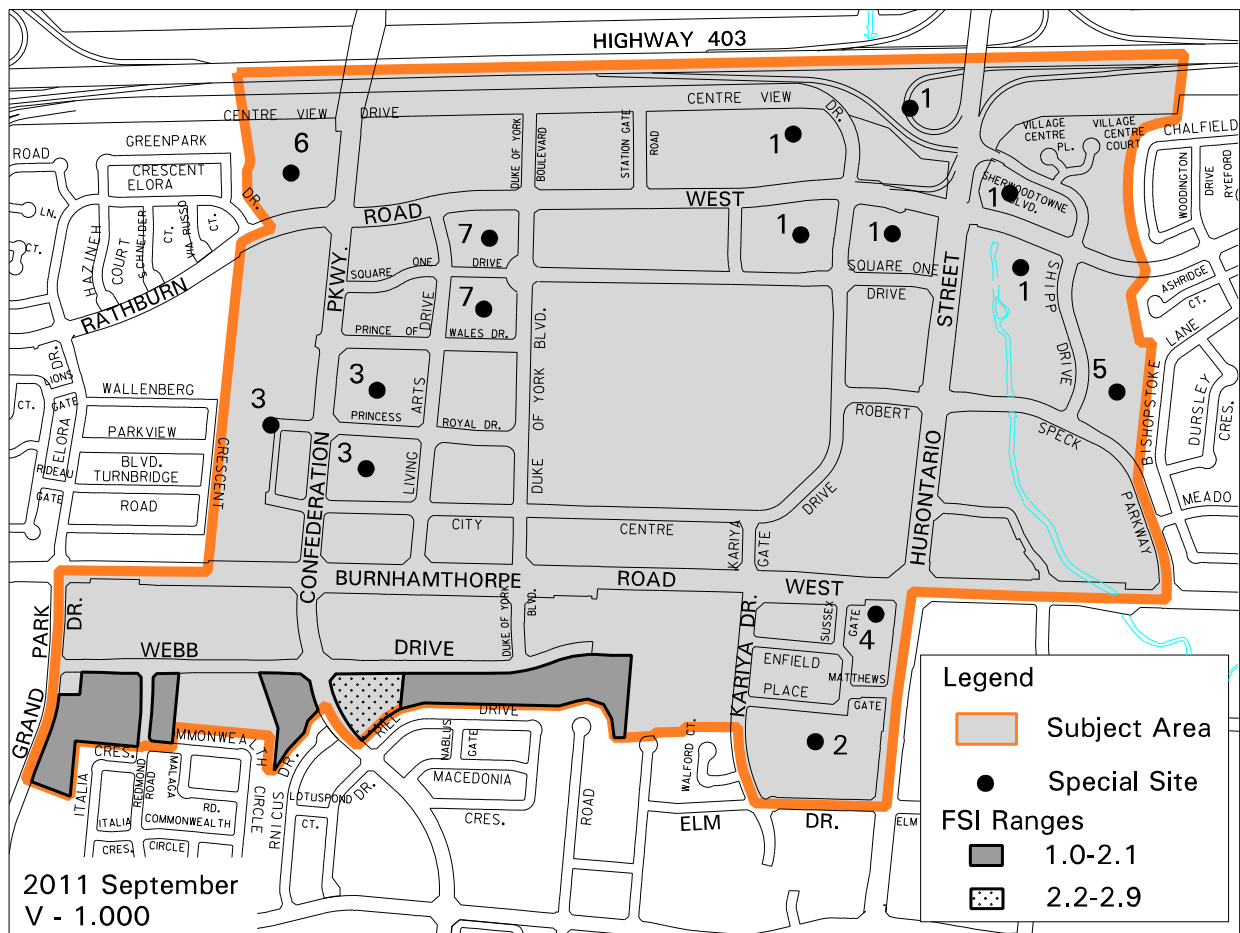 HIGHWAY 403
CENTRE VIEW DRIVE
CENTRE VIEW
DR.
1
6
1
GREENPARK
ROAD
CRESCENT
ELORA
DR.
LN.
CT.
HAZINEH
COURT
SCHNEIDER
CT.
VIA RUSSO
CT.
RATHBURN
ROAD
WEST
DUKE OF YORK
BOULEVARD
STATION GATE
ROAD
VILLAGE
CENTRE
PL.
VILLAGE
CENTRE
COURT
CHALFIELD
WOODINGTON
DRIVE
RYEFORD
SHERWOODTOWNE
BLVD.
1
7
1
1
1
SQUARE ONE
DRIVE
SQUARE ONE
DRIVE
7
PKWY.
PRINCE OF
WALES DR.
DRIVE
STREET
SHIPP
DRIVE
ASHRIDGE
CT.
LANE
BISHOPSTOKE
DURSLEY
CRES.
5
DR.
LIONS
GATE
CT.
ELORA
RIDEAU
GATE
WALLENBERG
PARKVIEW
BLVD.
TURNBRIDGE
ROAD
CRESCENT
3
3
3
PRINCESS
ROYAL DR.
ARTS
LIVING
DUKE OF YORK BLVD.
ROBERT
SPECK
PARKWAY
MEADO
CONFEDERATION
CITY
CENTRE
DRIVE
KARIYA
GATE
HURONTARIO
BURNHAMTHORPE
ROAD
WEST
GRAND PARK
DR.
WEBB
DRIVE
DUKE OF YORK
BLVD.
KARIYA DR.
SUSSEX
GATE
4
ENFIELD
PLACE
MATTHEWS
GATE
2
RIEL
DRIVE
NABLUS
GATE
MACEDONIA
CRES.
WALFORD CT.
ROAD
ELM
DR.
ELM
CRES.
ITALIA
REDMOND
ROAD
MALAGA
RD.
MMONWEALTH
CIRCLE
ITALIA
CRES.
COMMONWEALTH
CIRCLE
DR.
LOTUSPOND
DR.
CT.
2011 September
V - 1.000
Legend
Subject Area
Special Site
FSI Ranges
1.0-2.1
2.2-2.9